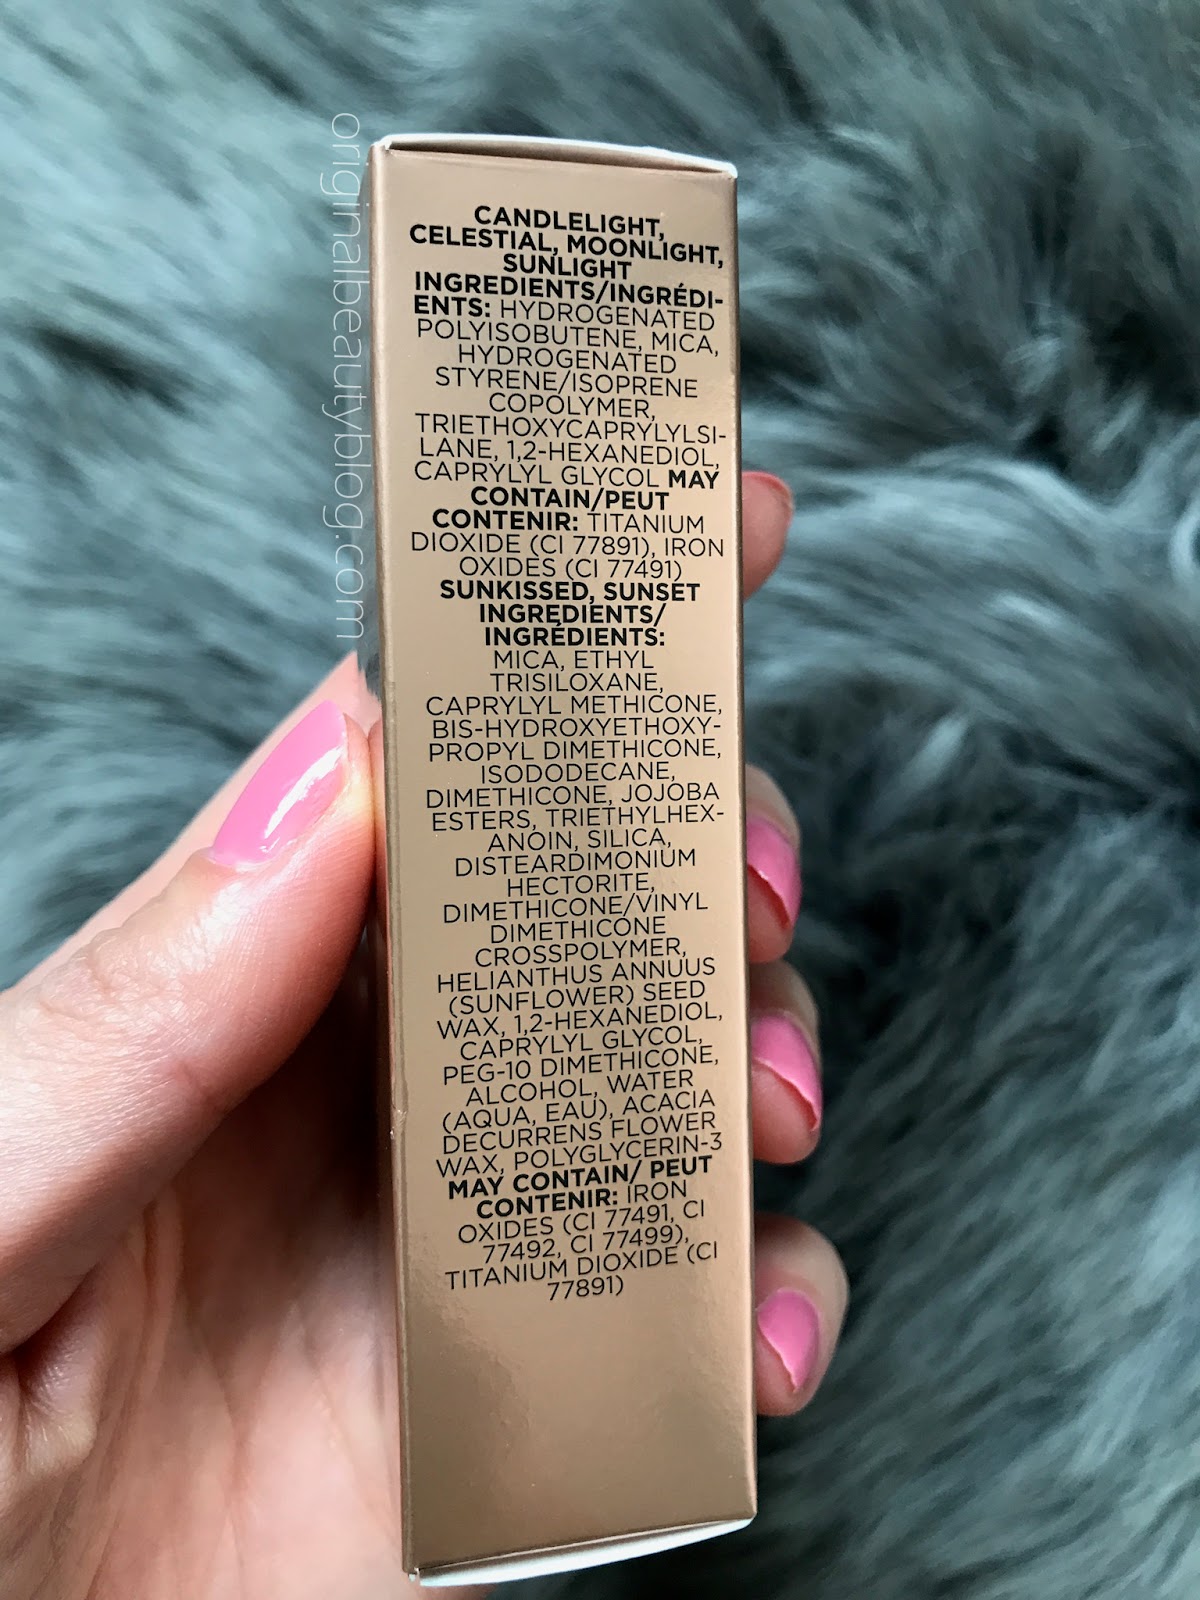 originalbeautyblog.com
CANDLELIGHT,
CELESTIAL, MOONLIGHT,
SUNLIGHT
INGREDIENTS/INGRÉDI-
ENTS: HYDROGENATED
POLYISOBUTENE, MICA,
HYDROGENATED
STYRENE/ISOPRENE
COPOLYMER,
TRIETHOXYCAPRYLYLSI-
LANE, 1,2-HEXANEDIOL,
CAPRYLYL GLYCOL MAY
CONTAIN/PEUT
CONTENIR: TITANIUM
DIOXIDE (CI 77891), IRON
OXIDES (CI 77491)
SUNKISSED, SUNSET
INGREDIENTS/
INGRÉDIENTS:
MICA, ETHYL
TRISILOXANE,
CAPRYLYL METHICONE,
BIS-HYDROXYETHOXY-
PROPYL DIMETHICONE,
ISODODECANE,
DIMETHICONE, JOJOBA
ESTERS, TRIETHYLHEX-
ANOIN, SILICA,
DISTEARDIMONIUM
HECTORITE,
DIMETHICONE/VINYL
DIMETHICONE
CROSSPOLYMER,
HELIANTHUS ANNUUS
(SUNFLOWER) SEED
WAX, 1,2-HEXANEDIOL,
CAPRYLYL GLYCOL,
PEG-10 DIMETHICONE,
ALCOHOL, WATER
(AQUA, EAU), ACACIA
DECURRENS FLOWER
WAX, POLYGLYCERIN-3
MAY CONTAIN/ PEUT
CONTENIR: IRON
OXIDES (CI 77491, CI
77492, CI 77499),
TITANIUM DIOXIDE (CI
77891)